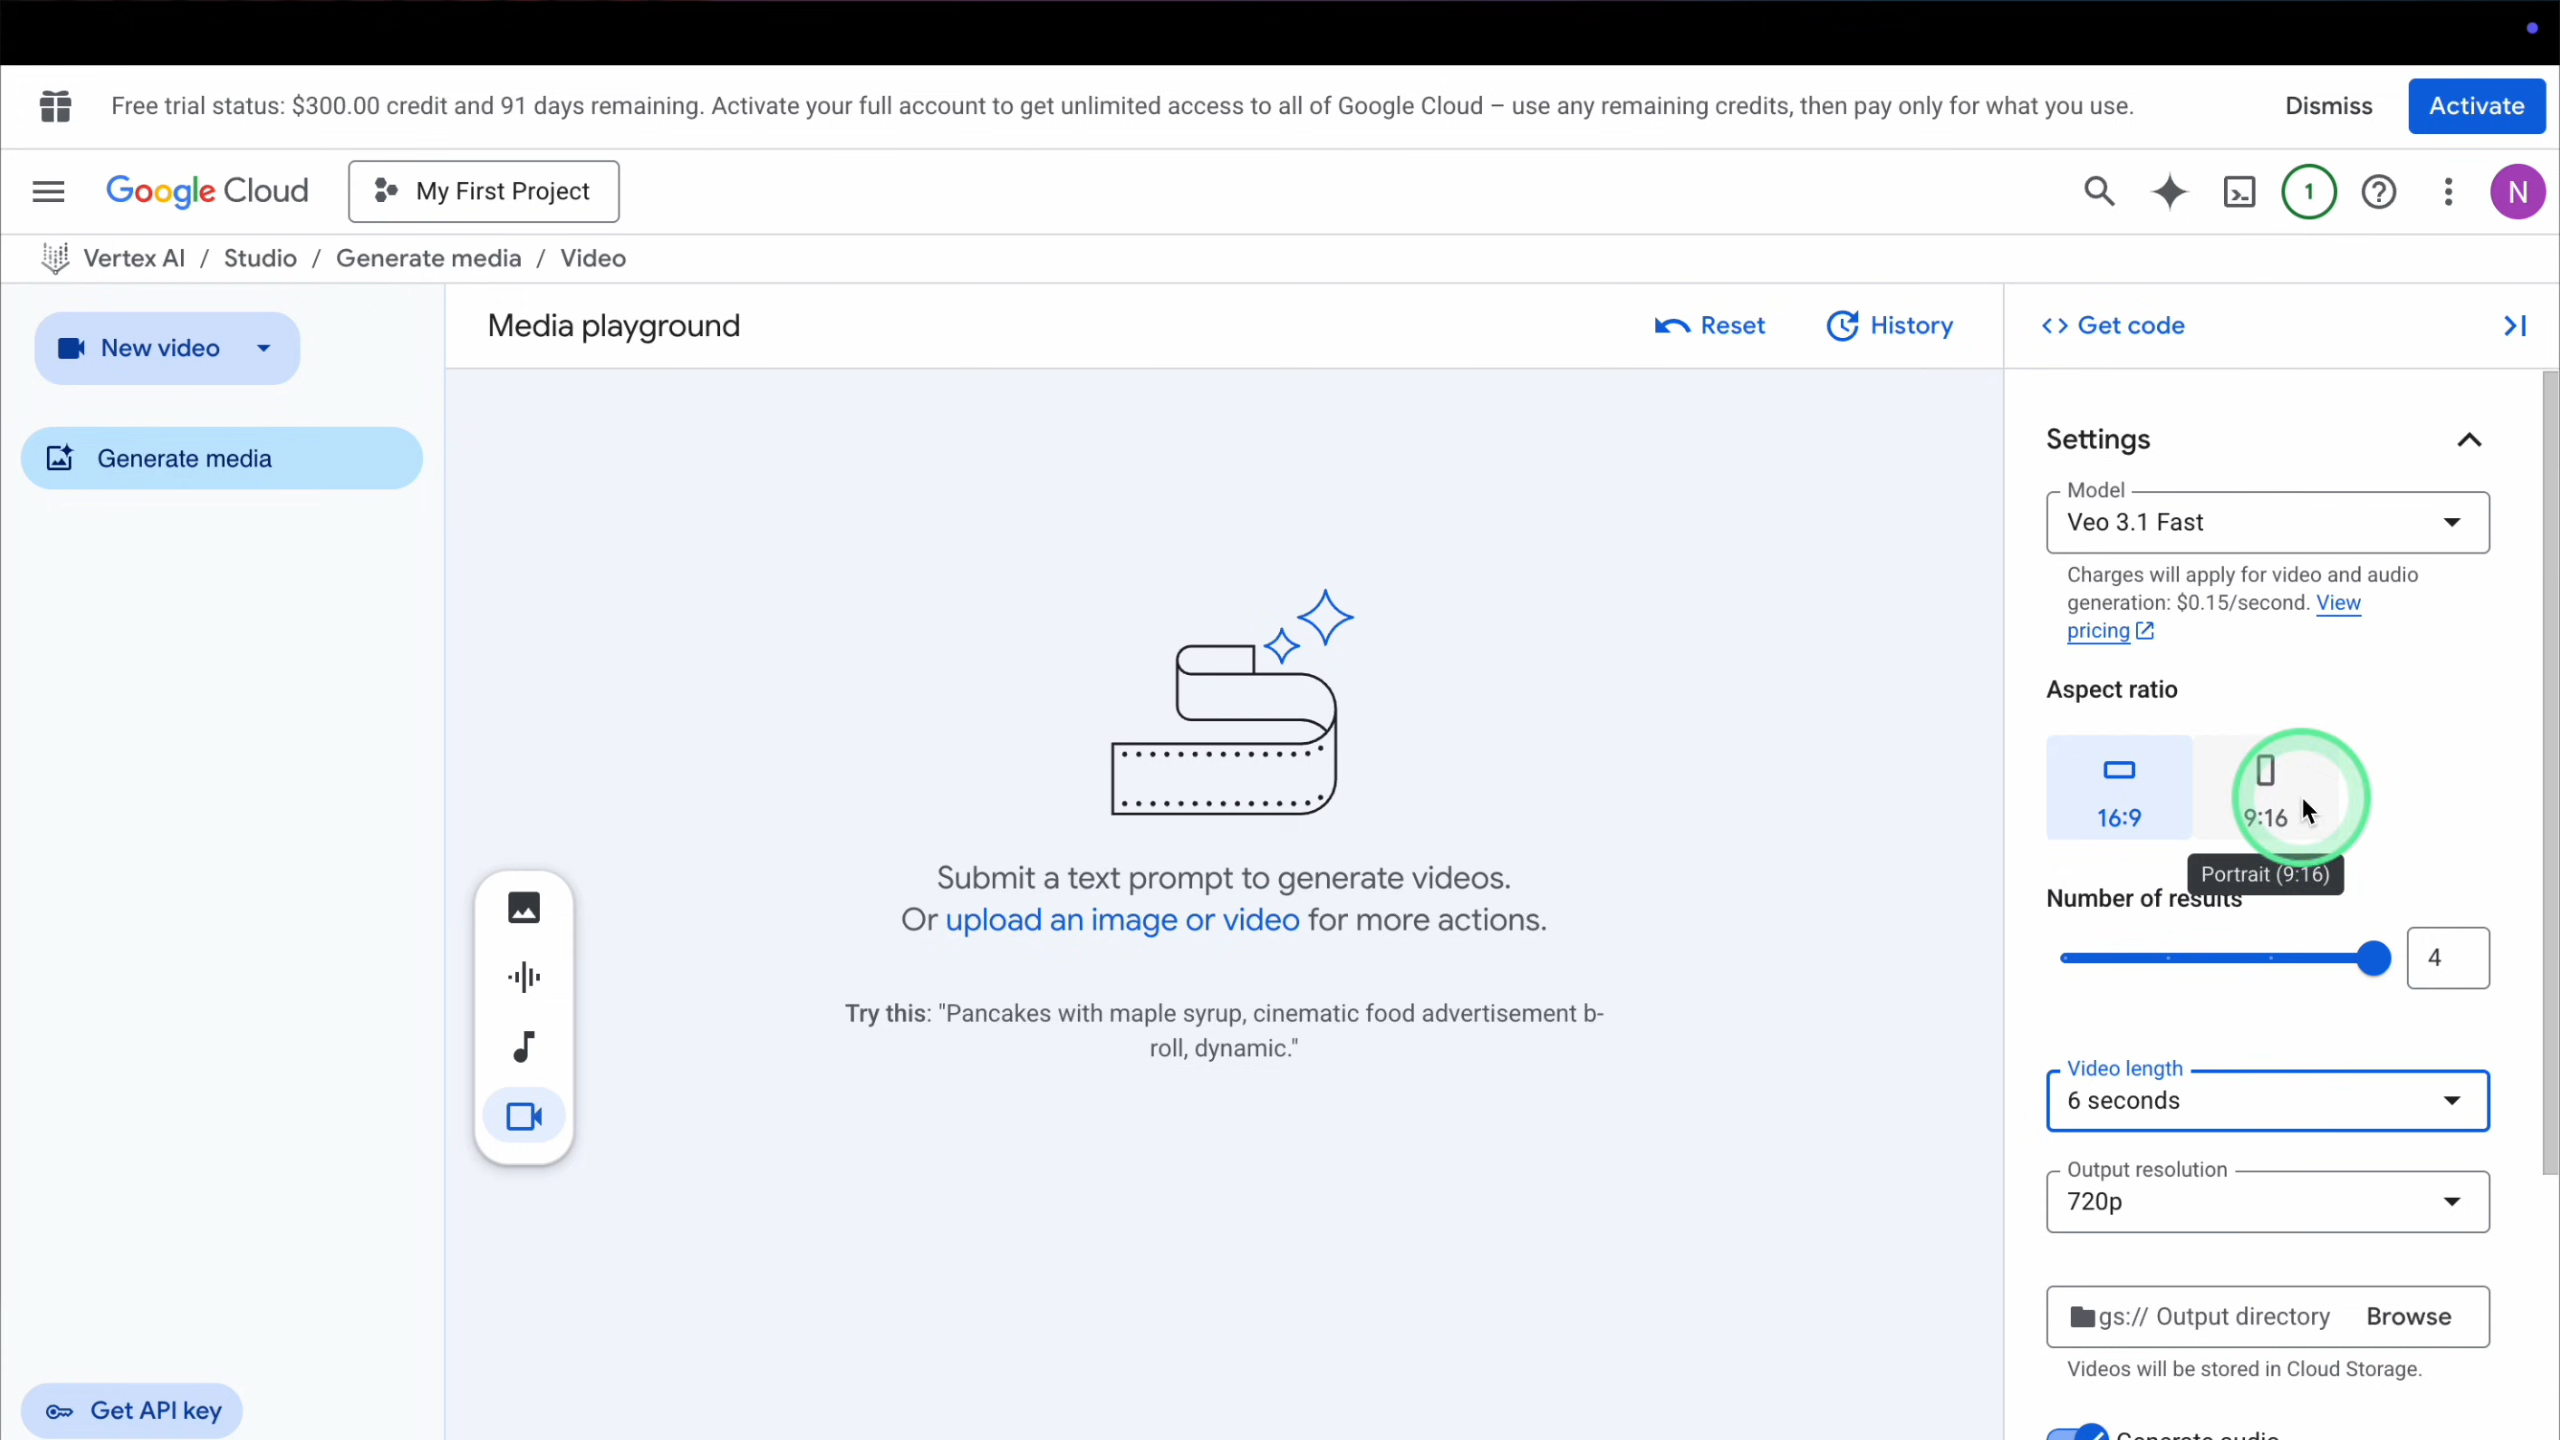 Free trial status: $300.00 credit and 91 days remaining. Activate your full account to get unlimited access to all of Google Cloud – use any remaining credits, then pay only for what you use.
Dismiss
Activate
Google Cloud
My First Project
1
N
Vertex AI / Studio / Generate media / Video
New video
Generate media
Get API key
Media playground
Reset
History
Submit a text prompt to generate videos.
Or upload an image or video for more actions.
Try this: "Pancakes with maple syrup, cinematic food advertisement b-
roll, dynamic."
<> Get code
Settings
Model
Veo 3.1 Fast
Charges will apply for video and audio
generation: $0.15/second. View
pricing
Aspect ratio
16:9
9:16
Portrait (9:16)
Number of results
4
Video length
6 seconds
Output resolution
720p
gs:// Output directory
Browse
Videos will be stored in Cloud Storage.
Generate audio